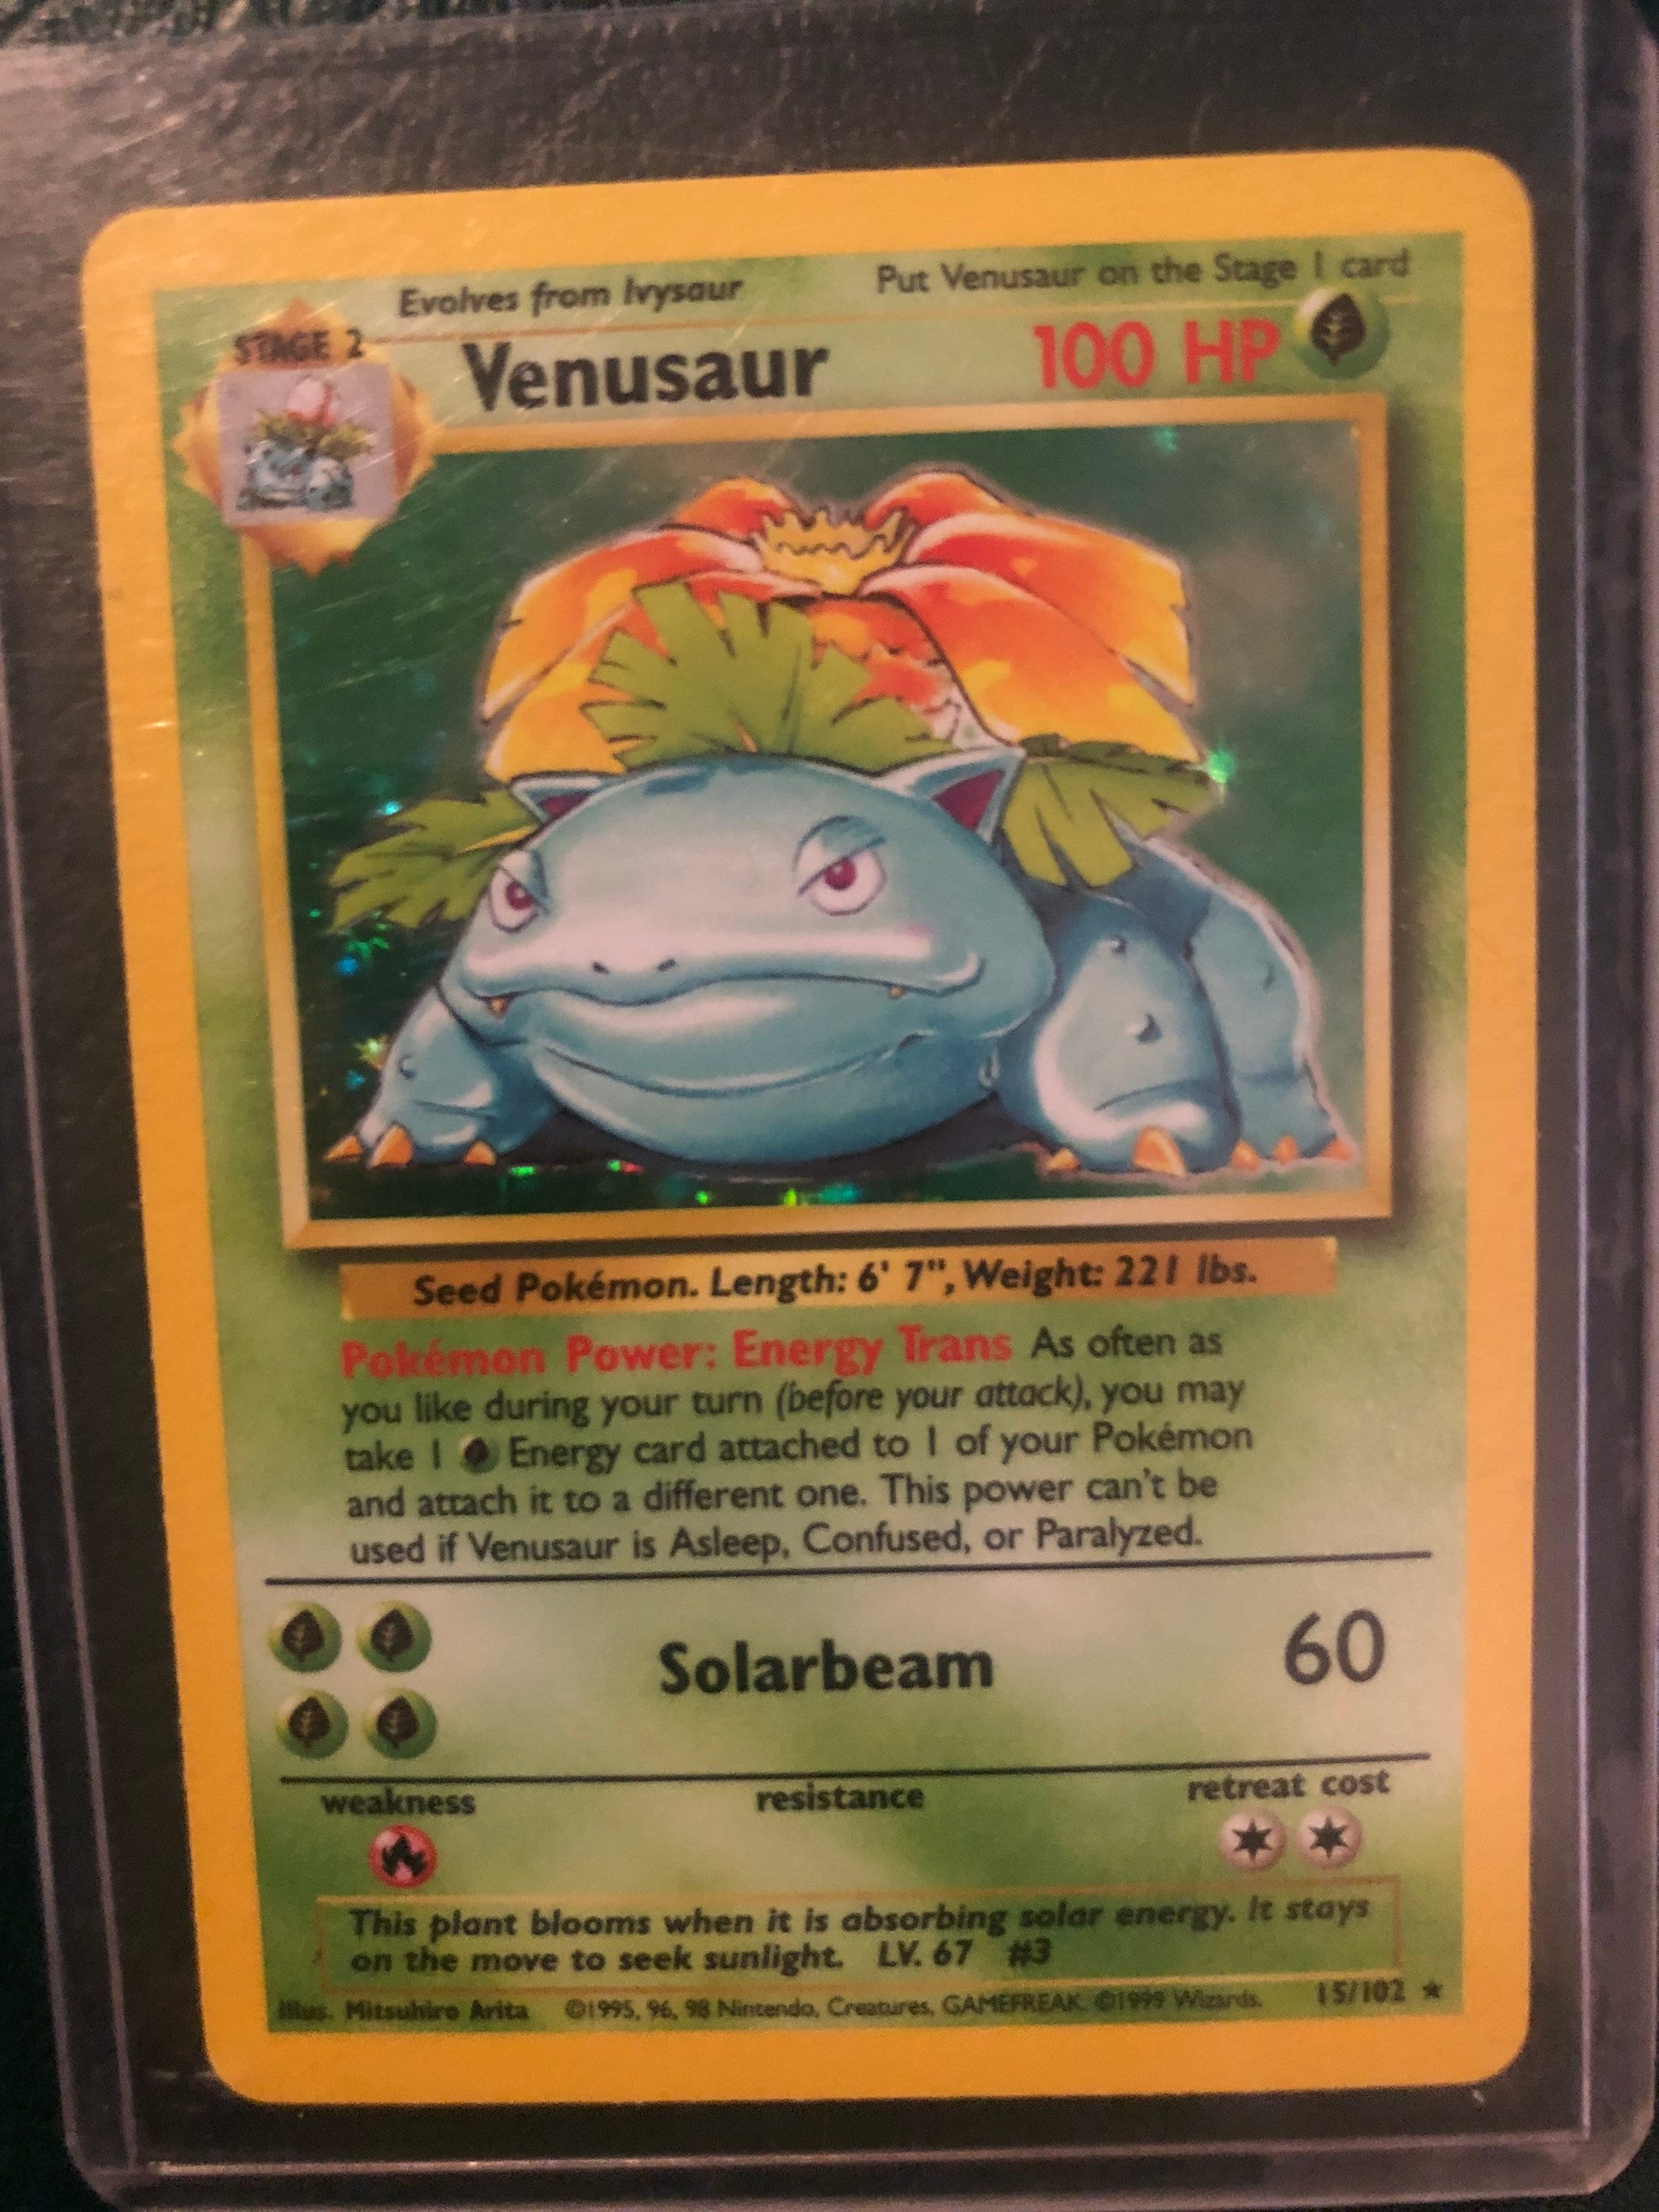 Evolves from Ivysaur
Put Venusaur on the Stage 1 card
STAGE 2
Venusaur
100 HP
Seed Pokémon. Length: 6' 7", Weight: 221 lbs.
Pokémon Power: Energy Trans As often as
you like during your turn (before your attack), you may
take 1 Energy card attached to 1 of your Pokémon
and attach it to a different one. This power can't be
used if Venusaur is Asleep, Confused, or Paralyzed.
Solarbeam
60
weakness
resistance
retreat cost
This plant blooms when it is absorbing solar energy. It stays
on the move to seek sunlight. LV. 67 #3
Illus. Mitsuhiro Arita ©1995, 96, 98 Nintendo, Creatures, GAMEFREAK. ©1999 Wizards. 15/102 ★